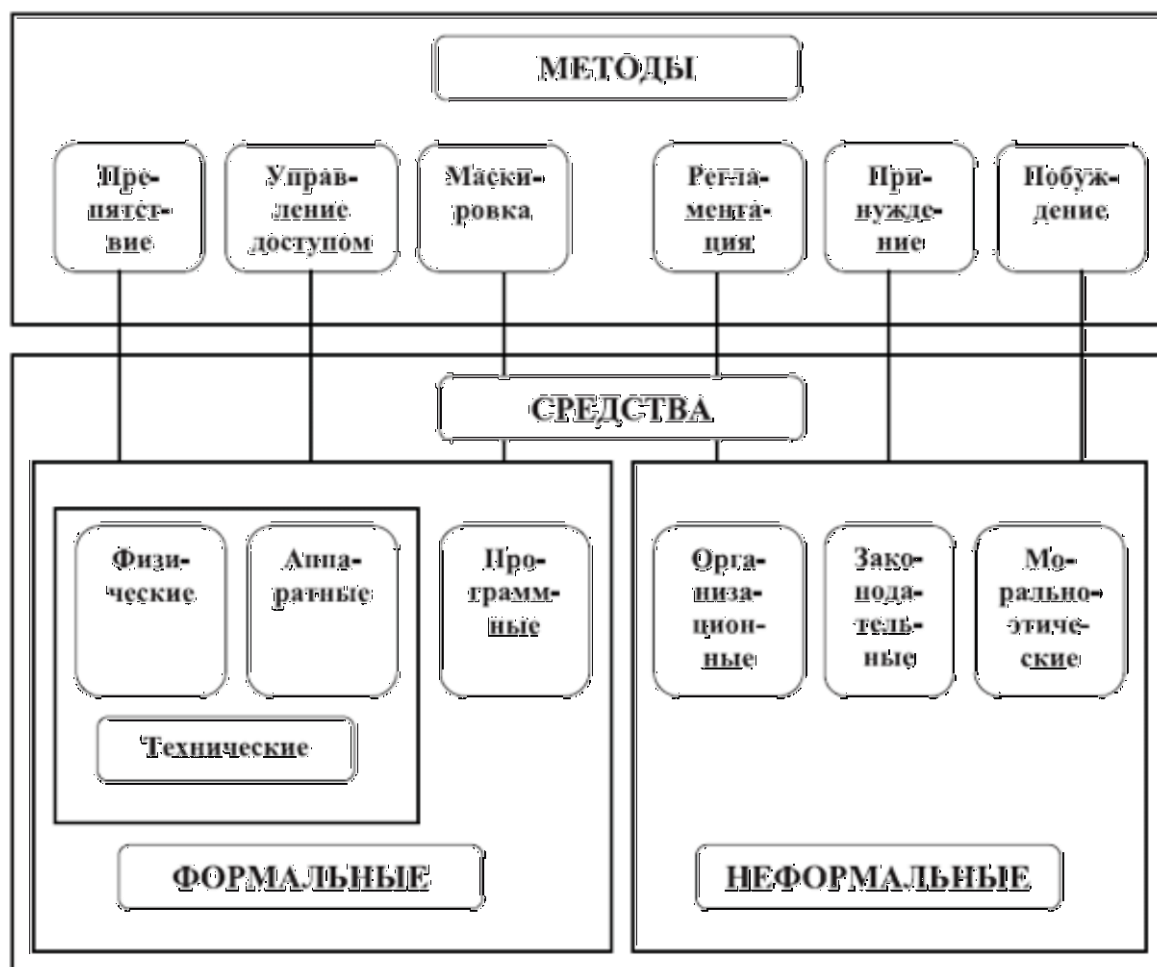 МЕТОДЫ
Пре-
пятст-
вие
Управ-
ление
доступом
Маски-
ровка
Регла-
мента-
ция
При-
нужде-
ние
Побуж-
дение
СРЕДСТВА
Физи-
ческие
Аппа-
ратные
Про-
грамм-
ные
Орга-
низа-
цион-
ные
Зако-
нода-
тель-
ные
Мо-
рально-
этиче-
ские
Технические
ФОРМАЛЬНЫЕ
НЕФОРМАЛЬНЫЕ